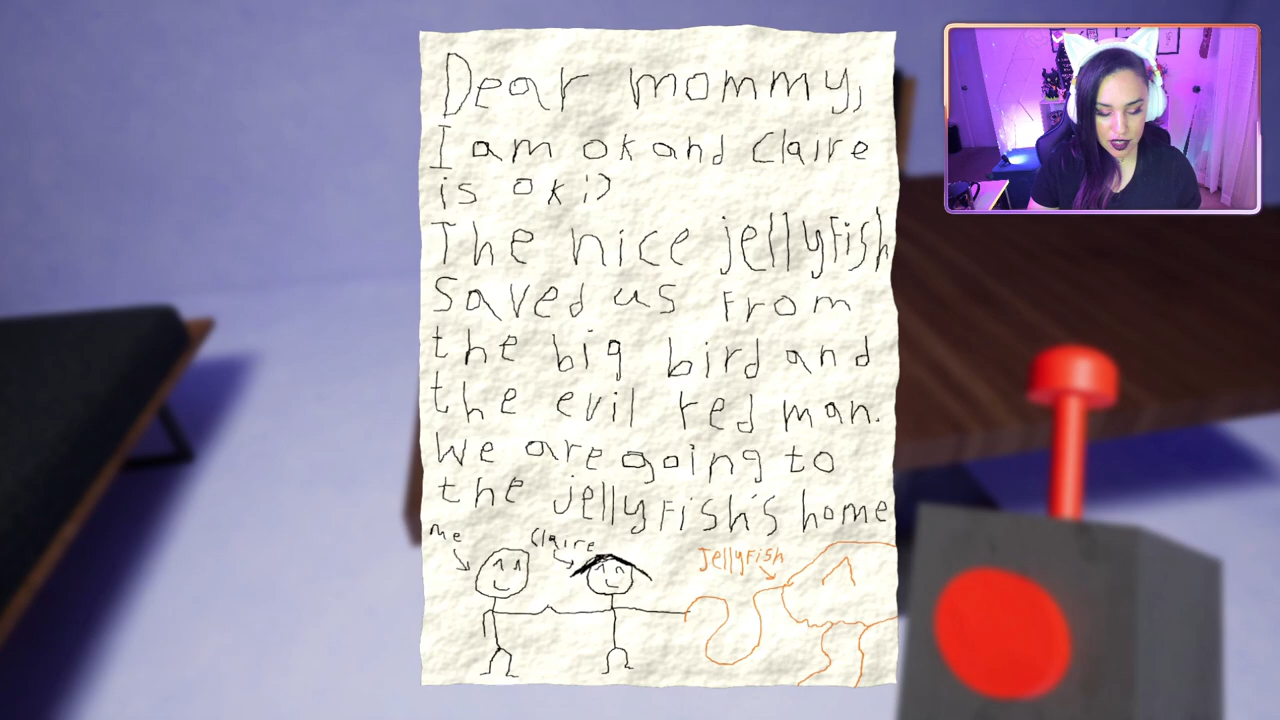 Dear mommy,
I am ok and Claire
is ok :)
The nice jellyfish
saved us from
the big bird and
the evil red man.
We are going to
the jellyfish's home
Me
Claire
Jellyfish